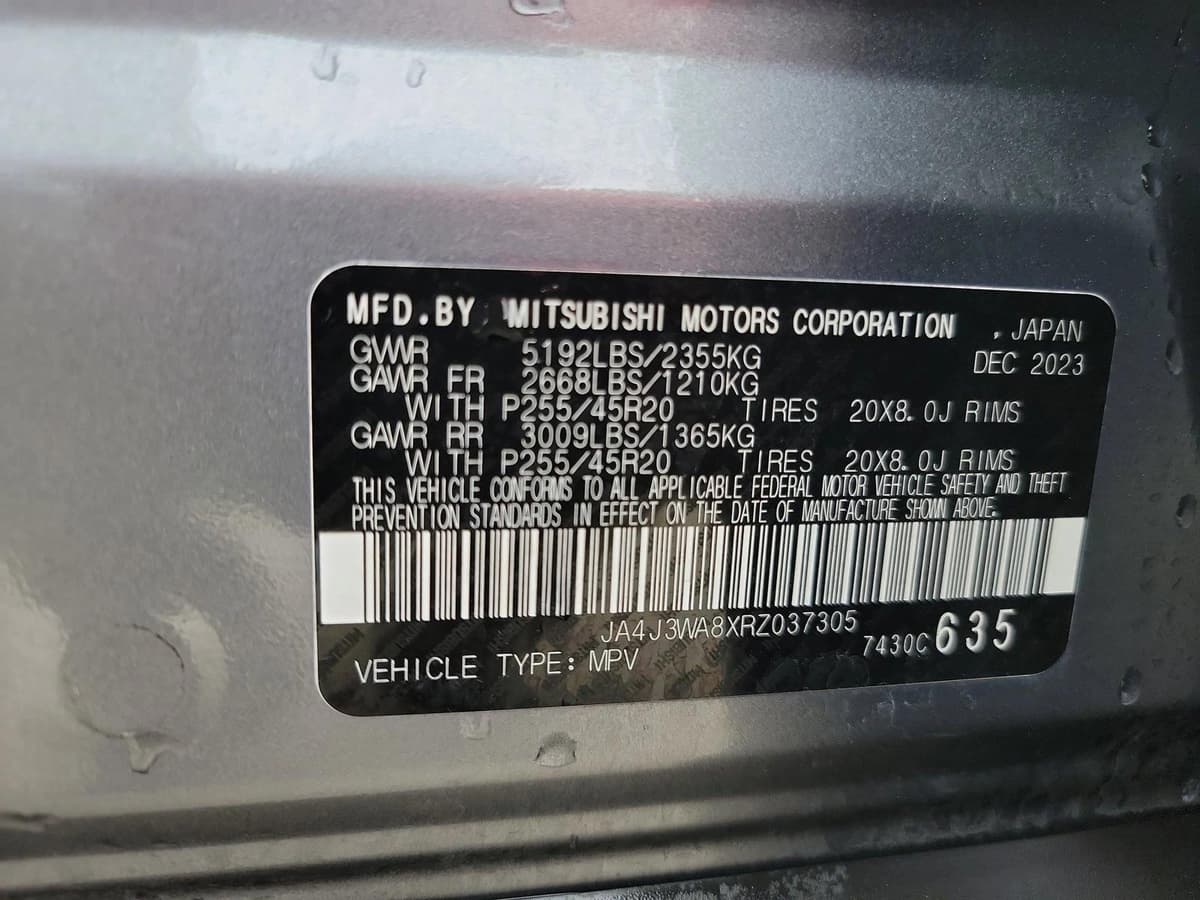 MFD.BY MITSUBISHI MOTORS CORPORATION , JAPAN
GVWR 5192LBS/2355KG DEC 2023
GAWR FR 2668LBS/1210KG
WITH P255/45R20 TIRES 20X8.0J RIMS
GAWR RR 3009LBS/1365KG
WITH P255/45R20 TIRES 20X8.0J RIMS
THIS VEHICLE CONFORMS TO ALL APPLICABLE FEDERAL MOTOR VEHICLE SAFETY AND THEFT
PREVENTION STANDARDS IN EFFECT ON THE DATE OF MANUFACTURE SHOWN ABOVE.
JA4J3WA8XRZ037305
VEHICLE TYPE: MPV 7430C635